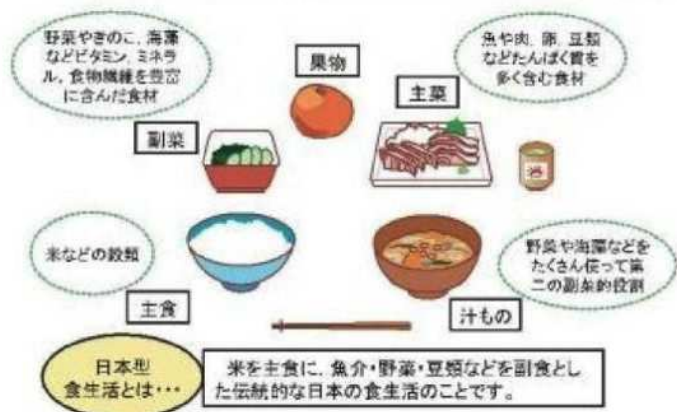 野菜やきのこ、海藻
などビタミン、ミネラ
ル、食物繊維を豊富
に含んだ食材
果物
魚や肉、卵、豆類
などたんぱく質を
多く含む食材
主菜
副菜
米などの穀類
野菜や海藻などを
たくさん使って第
二の副菜的役割
主食
汁もの
日本型
食生活とは・・・
米を主食に、魚介・野菜・豆類などを副食とし
た伝統的な日本の食生活のことです。